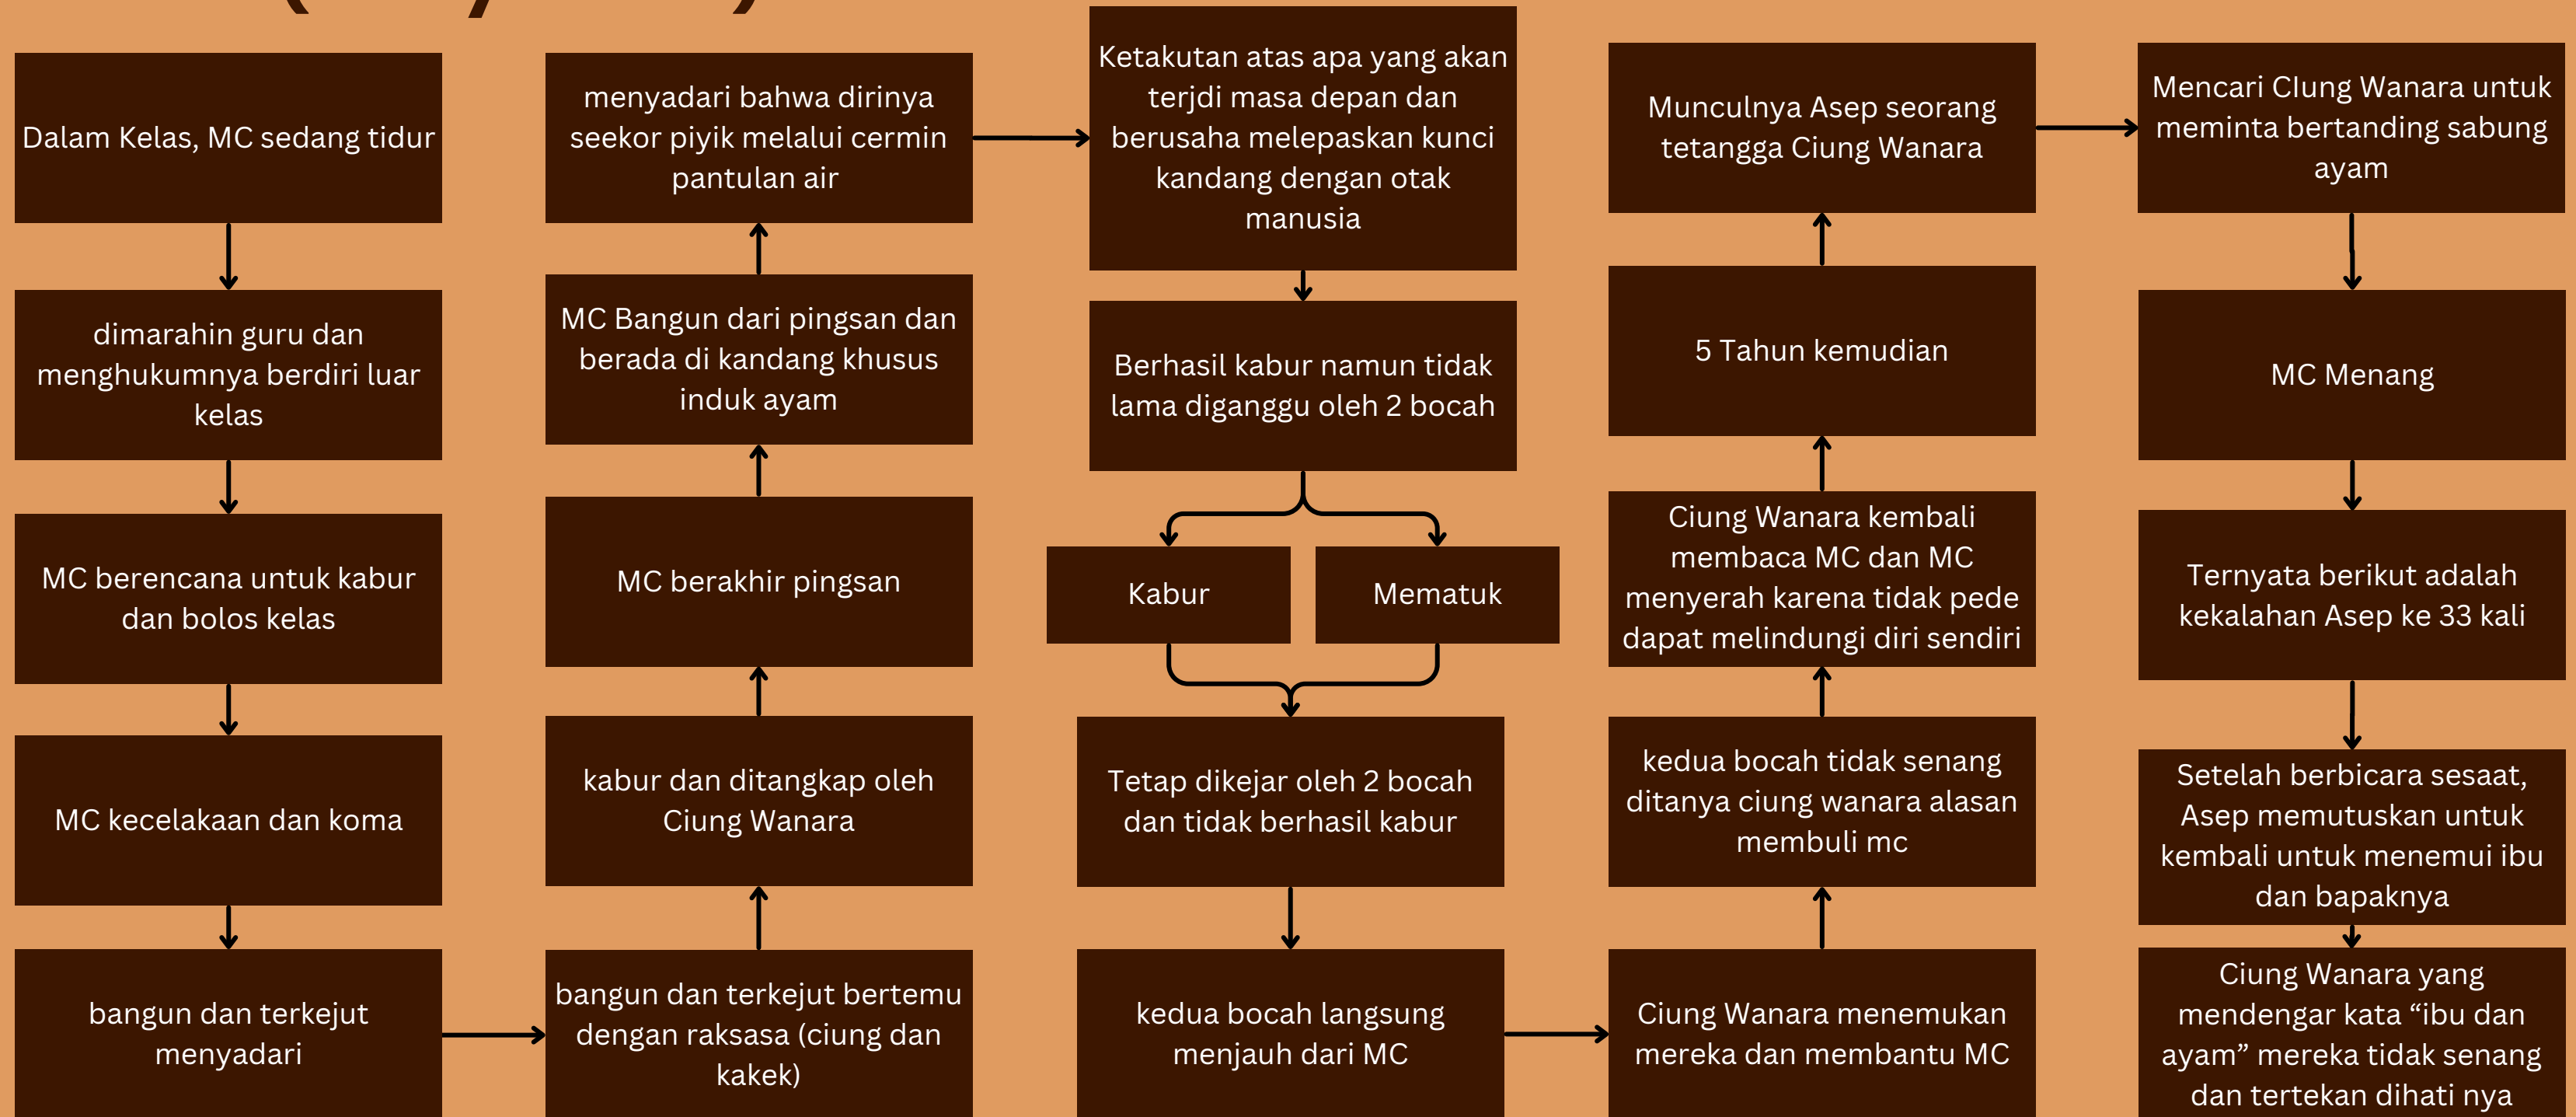 Dalam Kelas, MC sedang tidur
dimarahin guru dan
menghukumnya berdiri luar
kelas
MC berencana untuk kabur
dan bolos kelas
MC kecelakaan dan koma
bangun dan terkejut
menyadari
bangun dan terkejut bertemu
dengan raksasa (ciung dan
kakek)
kabur dan ditangkap oleh
Ciung Wanara
MC berakhir pingsan
MC Bangun dari pingsan dan
berada di kandang khusus
induk ayam
menyadari bahwa dirinya
seekor piyik melalui cermin
pantulan air
Ketakutan atas apa yang akan
terjdi masa depan dan
berusaha melepaskan kunci
kandang dengan otak
manusia
Berhasil kabur namun tidak
lama diganggu oleh 2 bocah
Kabur
Mematuk
Tetap dikejar oleh 2 bocah
dan tidak berhasil kabur
kedua bocah langsung
menjauh dari MC
Ciung Wanara menemukan
mereka dan membantu MC
kedua bocah tidak senang
ditanya ciung wanara alasan
membuli mc
Ciung Wanara kembali
membaca MC dan MC
menyerah karena tidak pede
dapat melindungi diri sendiri
5 Tahun kemudian
Munculnya Asep seorang
tetangga Ciung Wanara
Mencari CIung Wanara untuk
meminta bertanding sabung
ayam
MC Menang
Ternyata berikut adalah
kekalahan Asep ke 33 kali
Setelah berbicara sesaat,
Asep memutuskan untuk
kembali untuk menemui ibu
dan bapaknya
Ciung Wanara yang
mendengar kata “ibu dan
ayam” mereka tidak senang
dan tertekan dihati nya